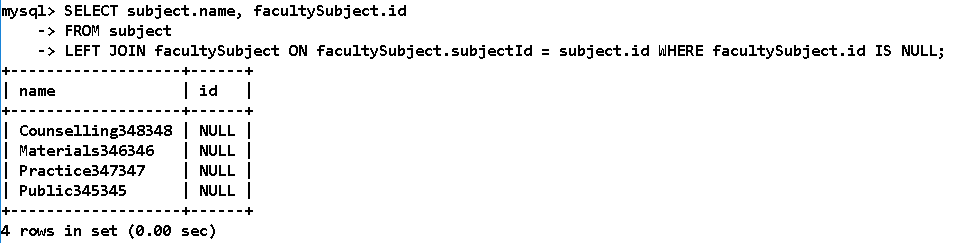 mysql> SELECT subject.name, facultySubject.id
    -> FROM subject
    -> LEFT JOIN facultySubject ON facultySubject.subjectId = subject.id WHERE facultySubject.id IS NULL;
+-----------------+------+
| name            | id   |
+-----------------+------+
| Counselling348348 | NULL |
| Materials346346 | NULL |
| Practice347347  | NULL |
| Public345345    | NULL |
+-----------------+------+
4 rows in set (0.00 sec)